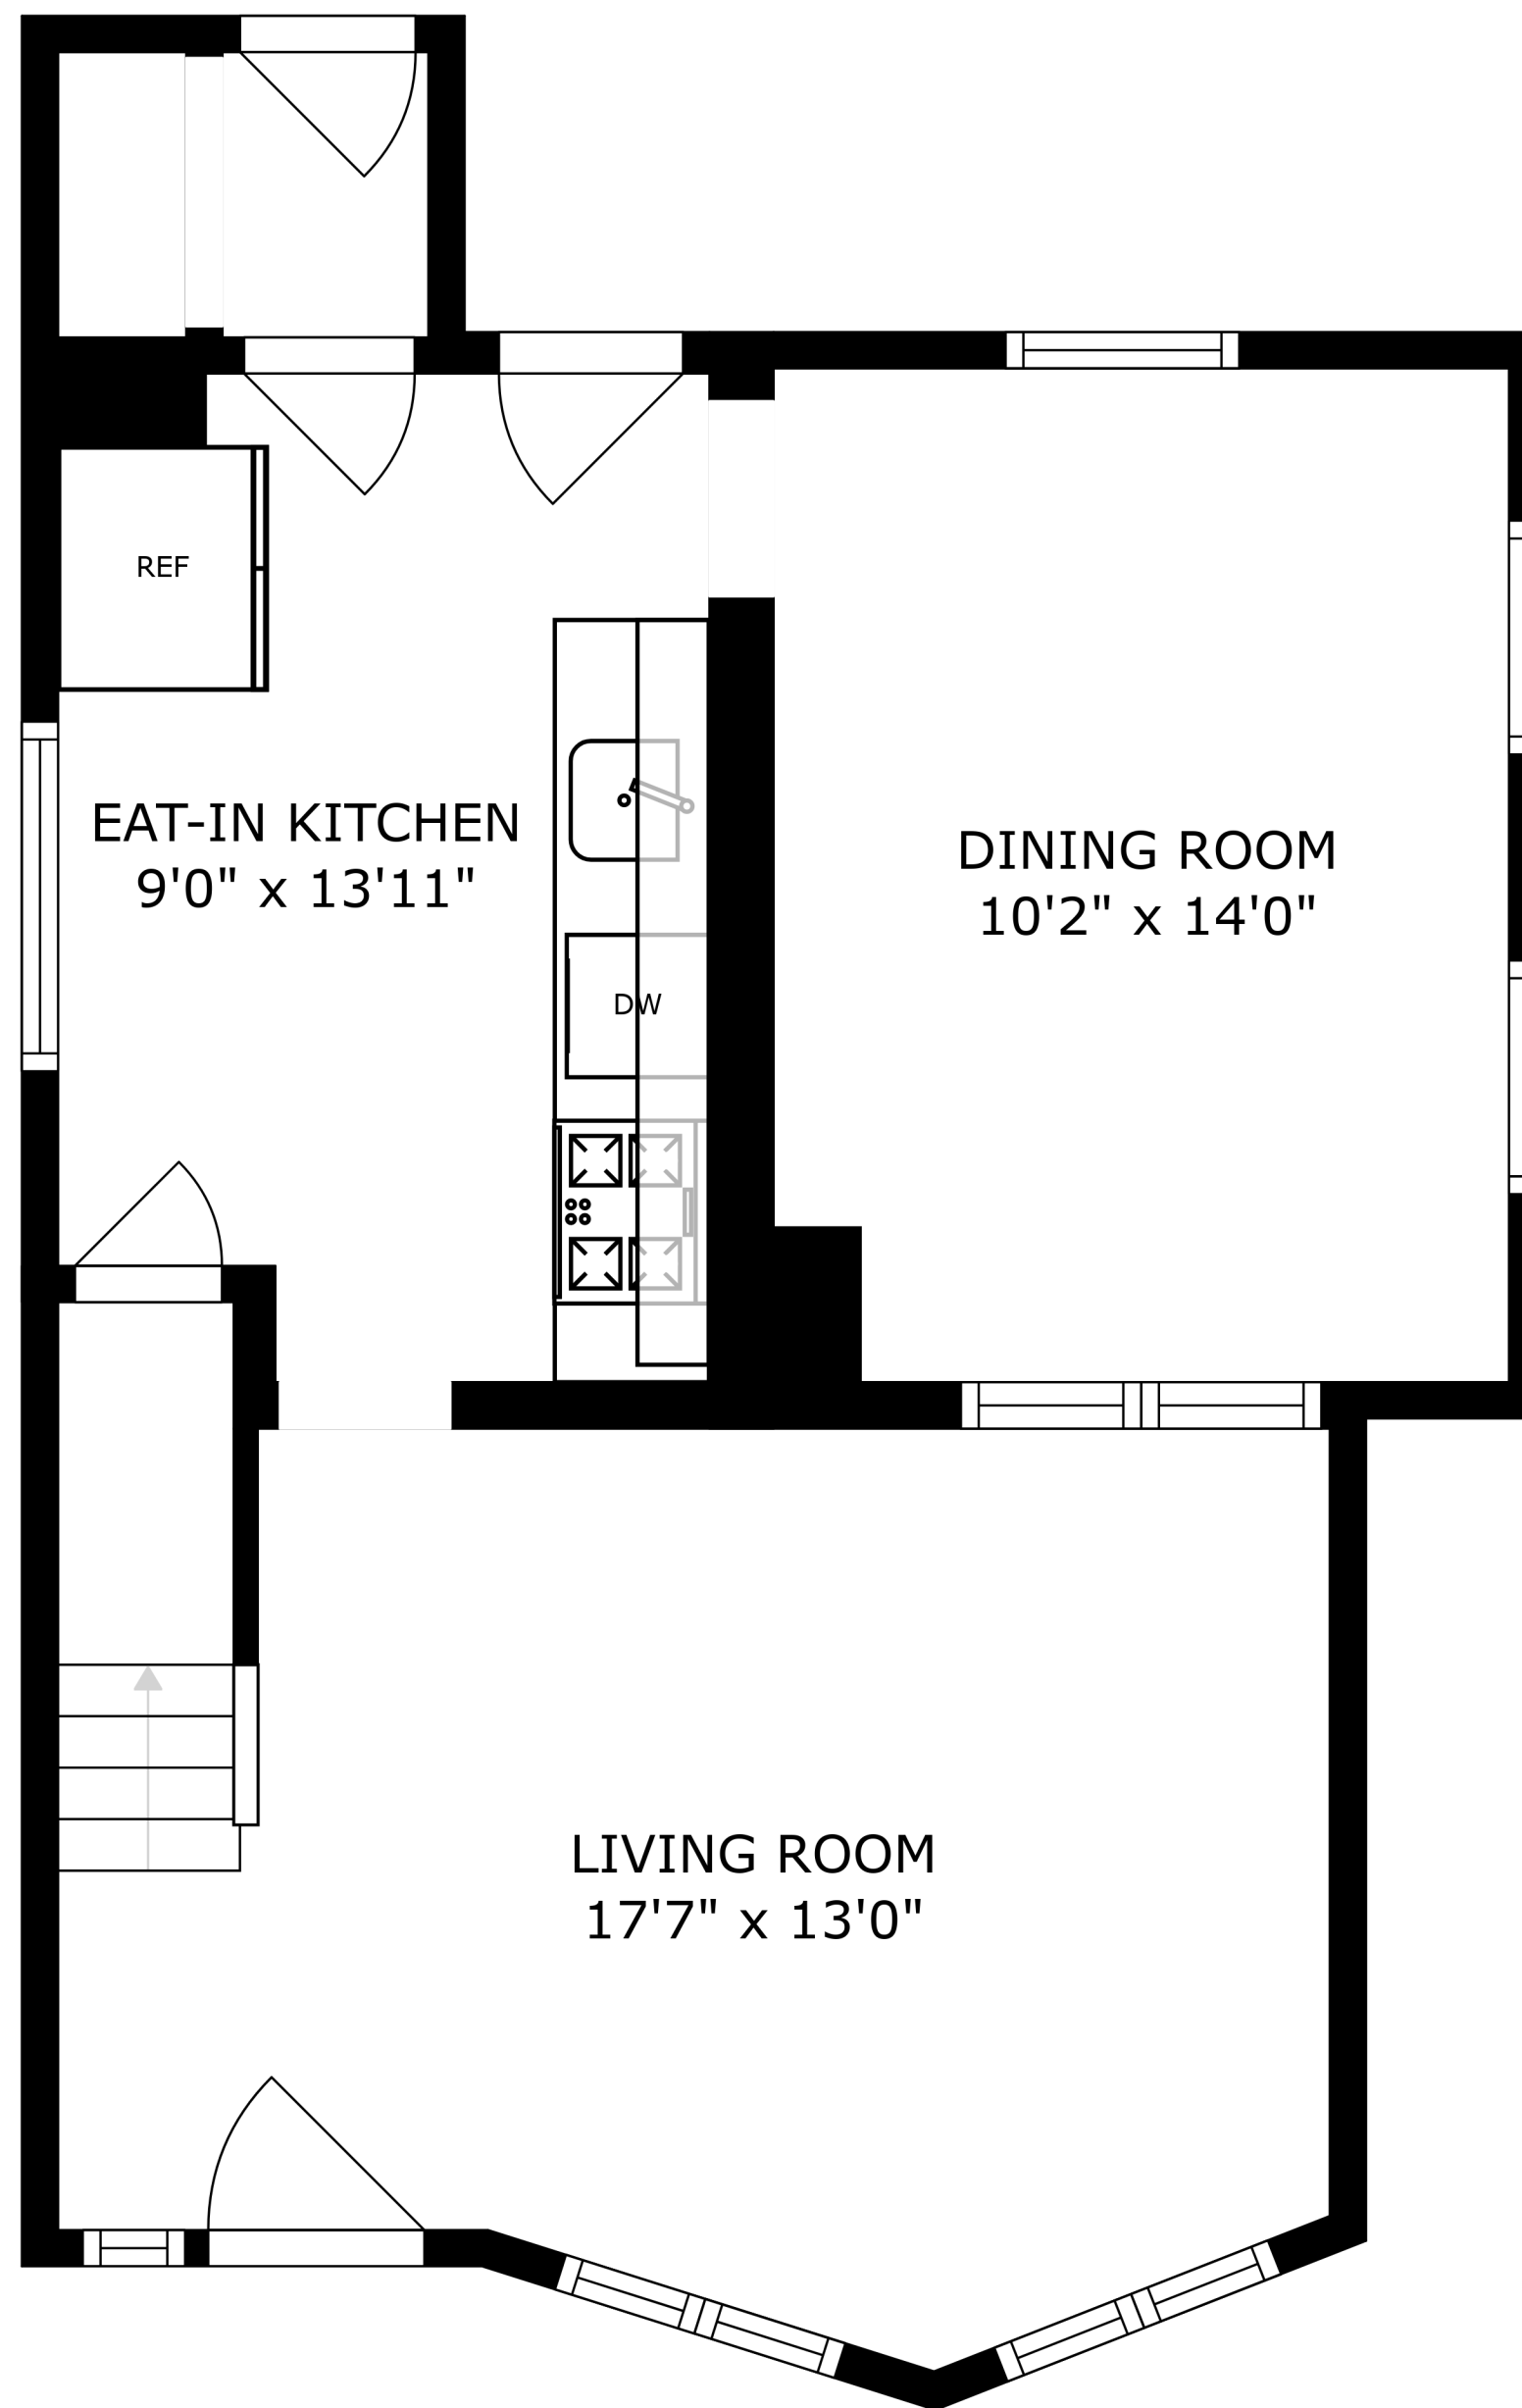 REF
EAT-IN KITCHEN
9'0" x 13'11"
DINING ROOM
10'2" x 14'0"
DW
LIVING ROOM
17'7" x 13'0"